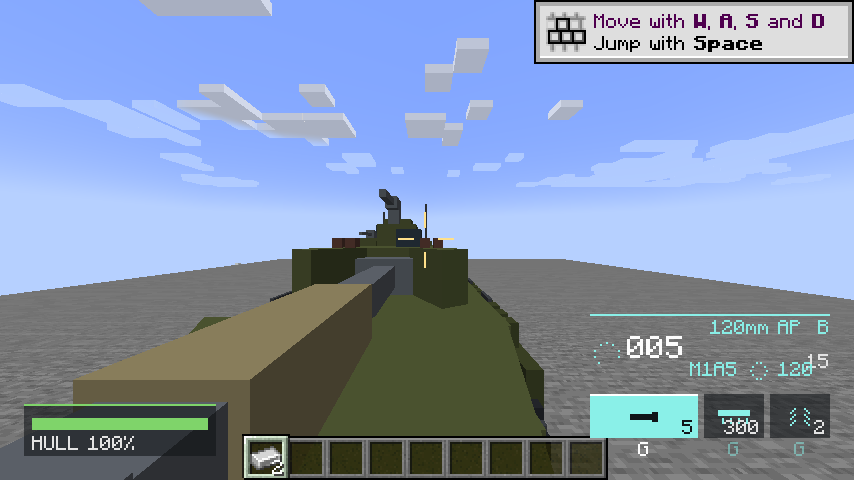 Move with W, A, S and D
Jump with Space
120mm AP B
005
15
M1A5 120
HULL 100%
5
300
2
G
G
G
2